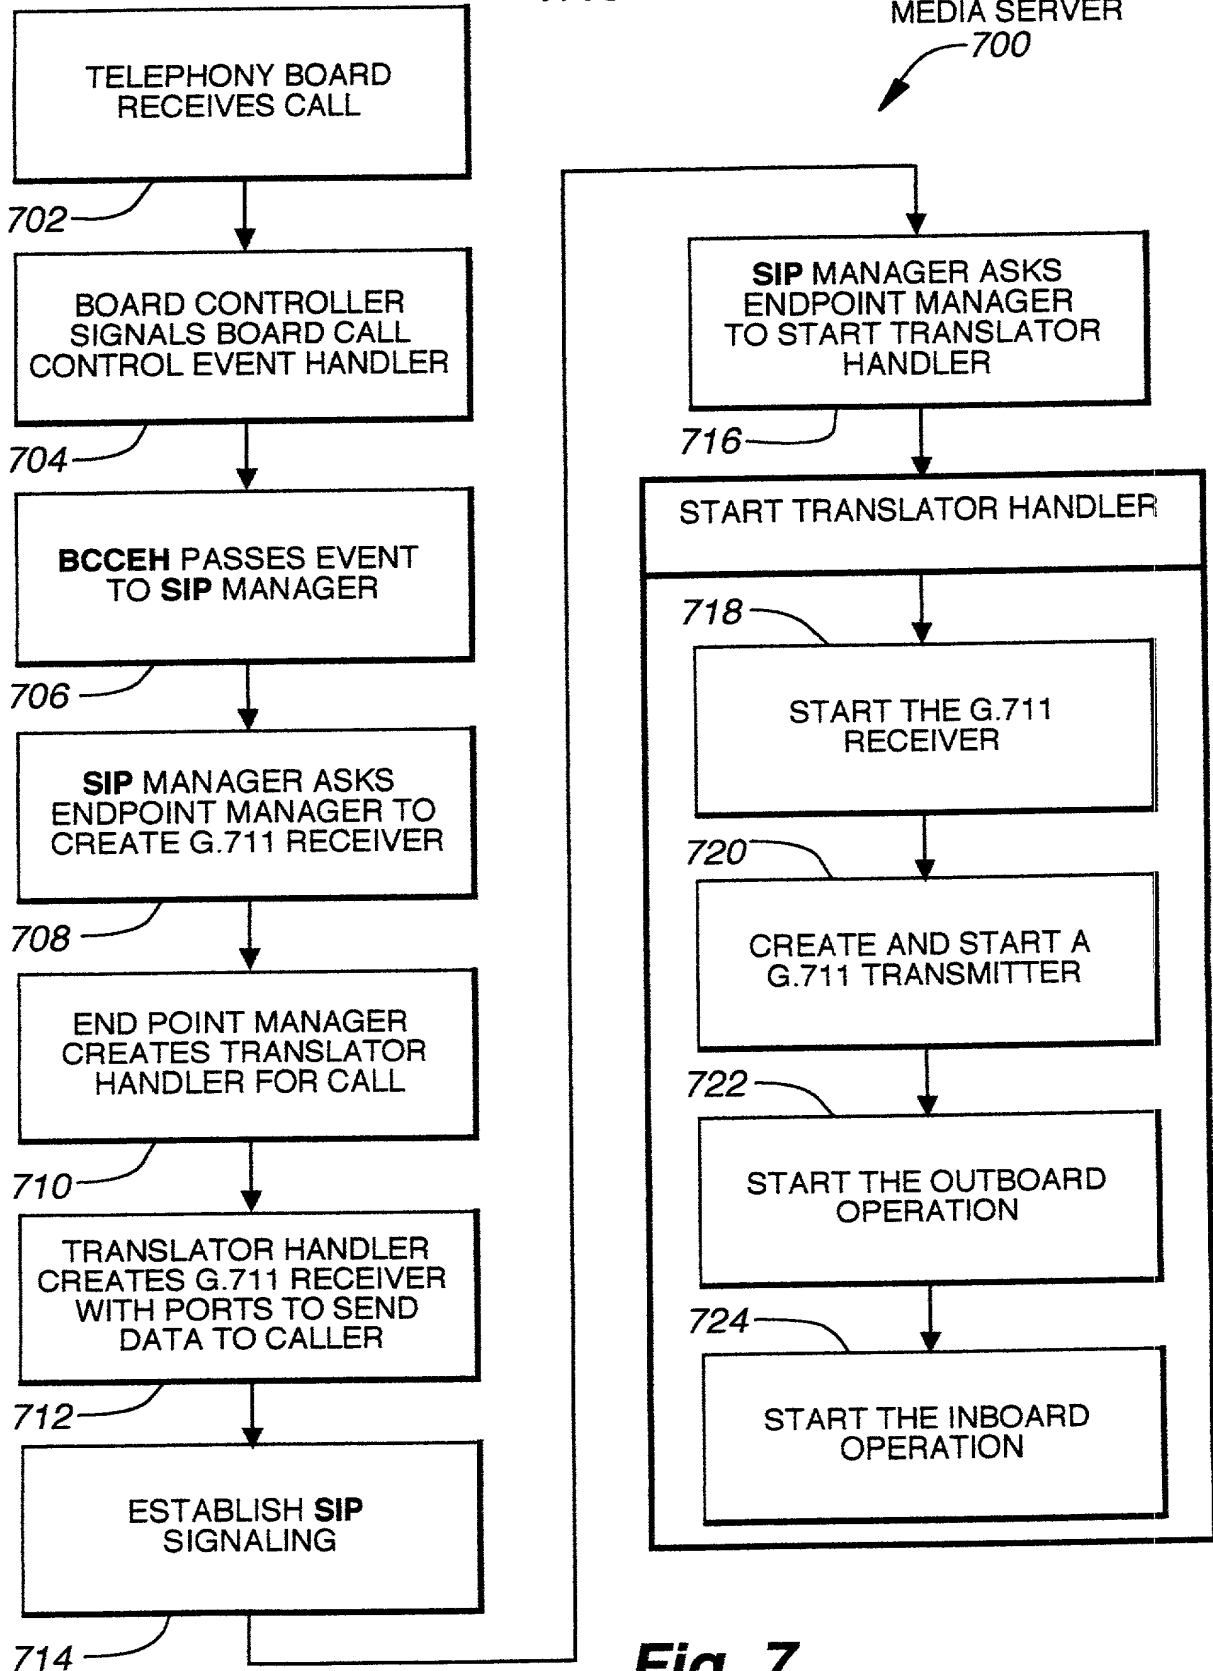 MEDIA SERVER
700
TELEPHONY BOARD
RECEIVES CALL
702
BOARD CONTROLLER
SIGNALS BOARD CALL
CONTROL EVENT HANDLER
704
BCCEH PASSES EVENT
TO SIP MANAGER
706
SIP MANAGER ASKS
ENDPOINT MANAGER TO
CREATE G.711 RECEIVER
708
END POINT MANAGER
CREATES TRANSLATOR
HANDLER FOR CALL
710
TRANSLATOR HANDLER
CREATES G.711 RECEIVER
WITH PORTS TO SEND
DATA TO CALLER
712
ESTABLISH SIP
SIGNALING
714
SIP MANAGER ASKS
ENDPOINT MANAGER
TO START TRANSLATOR
HANDLER
716
START TRANSLATOR HANDLER
718
START THE G.711
RECEIVER
720
CREATE AND START A
G.711 TRANSMITTER
722
START THE OUTBOARD
OPERATION
724
START THE INBOARD
OPERATION
Fig. 7